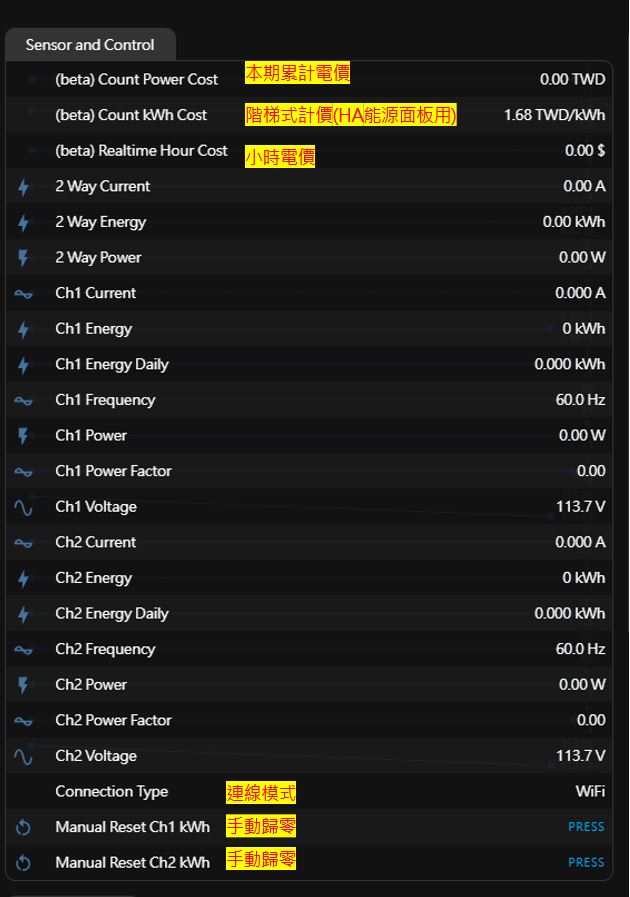 Sensor and Control
(beta) Count Power Cost 本期累計電價 0.00 TWD
(beta) Count kWh Cost 階梯式計價(HA能源面板用) 1.68 TWD/kWh
(beta) Realtime Hour Cost 小時電價 0.00 $
2 Way Current 0.00 A
2 Way Energy 0.00 kWh
2 Way Power 0.00 W
Ch1 Current 0.000 A
Ch1 Energy 0 kWh
Ch1 Energy Daily 0.000 kWh
Ch1 Frequency 60.0 Hz
Ch1 Power 0.00 W
Ch1 Power Factor 0.00
Ch1 Voltage 113.7 V
Ch2 Current 0.000 A
Ch2 Energy 0 kWh
Ch2 Energy Daily 0.000 kWh
Ch2 Frequency 60.0 Hz
Ch2 Power 0.00 W
Ch2 Power Factor 0.00
Ch2 Voltage 113.7 V
Connection Type 連線模式 WiFi
Manual Reset Ch1 kWh 手動歸零 PRESS
Manual Reset Ch2 kWh 手動歸零 PRESS